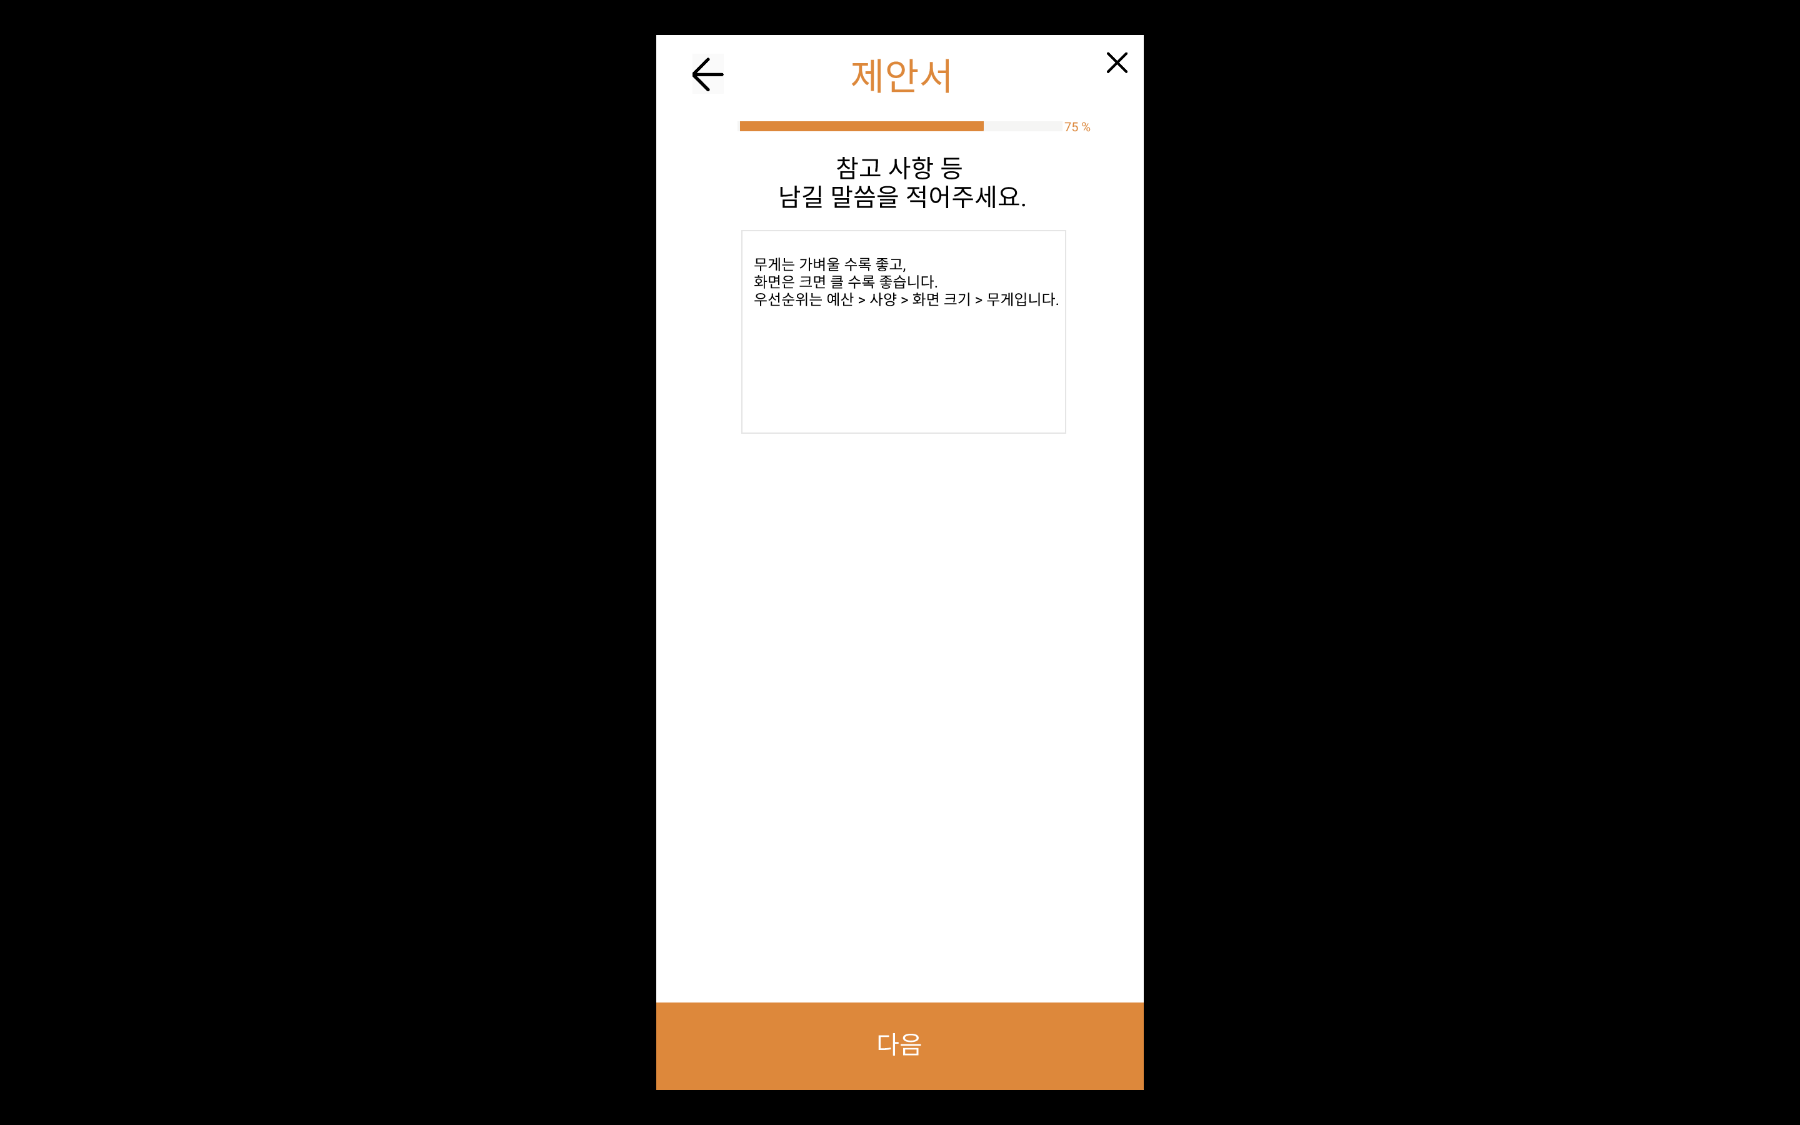 제안서
75 %
참고 사항 등
남길 말씀을 적어주세요.
무게는 가벼울 수록 좋고,
화면은 크면 클 수록 좋습니다.
우선순위는 예산 > 사양 > 화면 크기 > 무게입니다.
다음